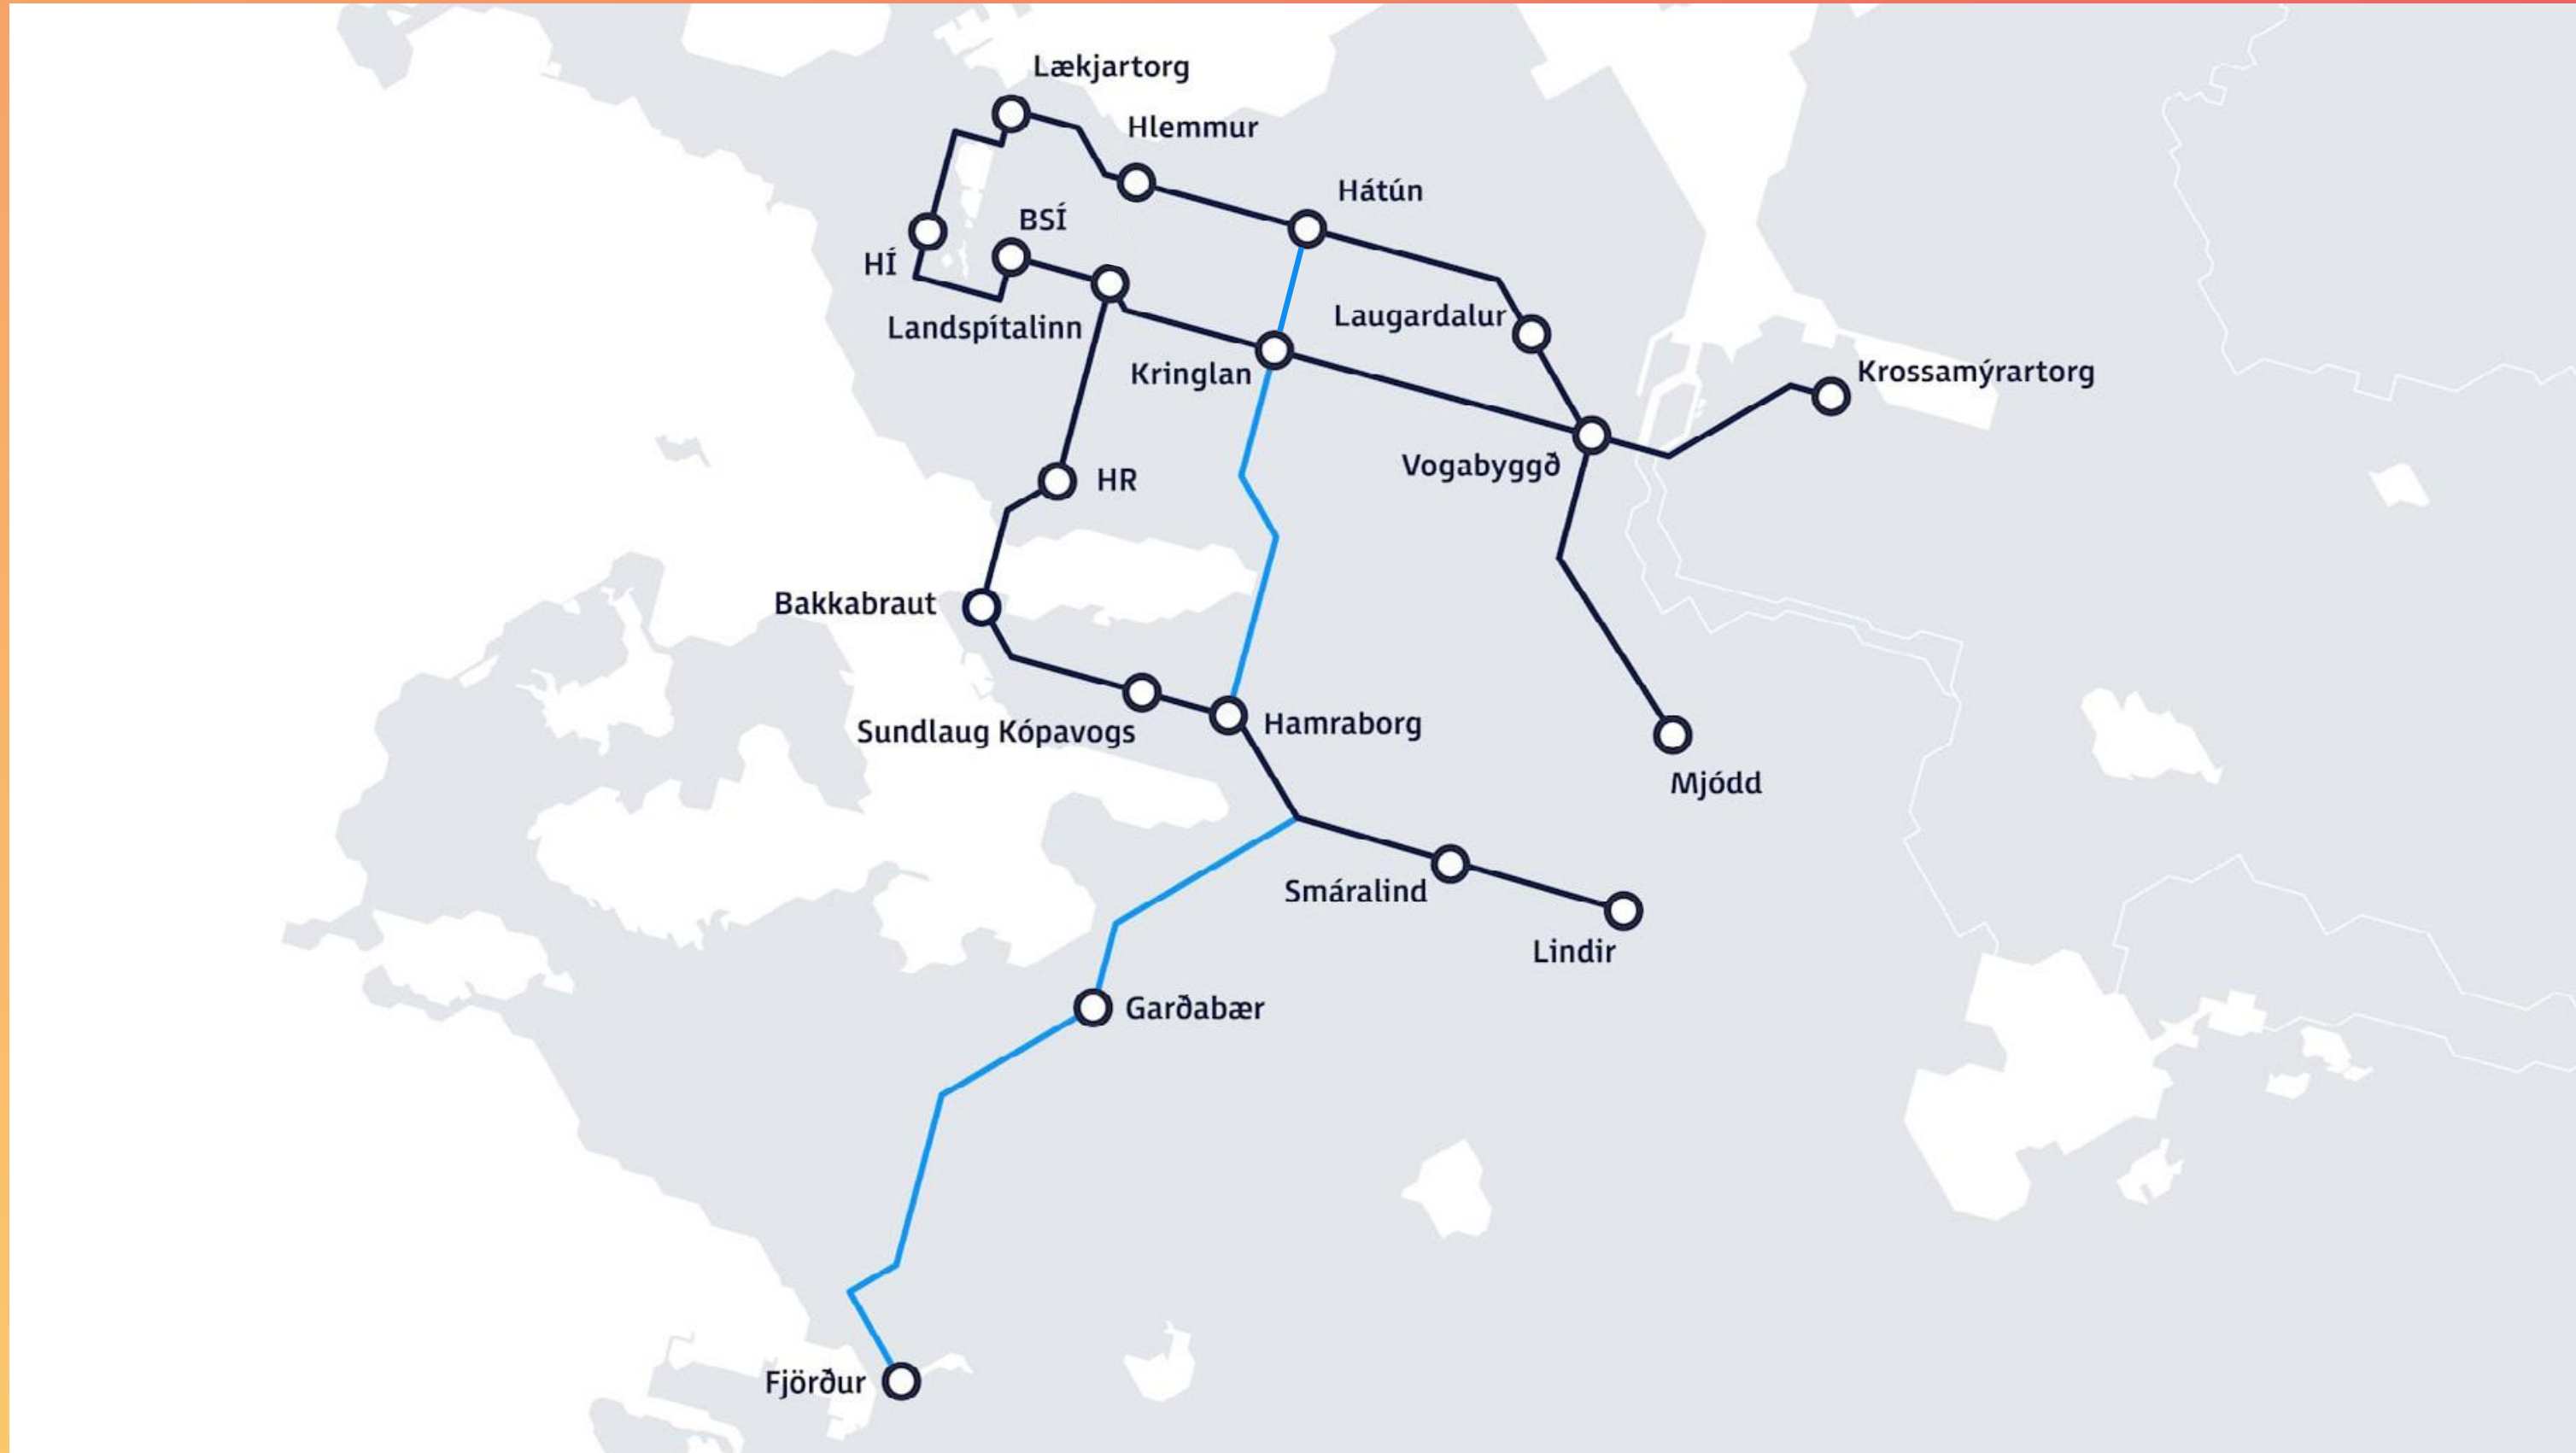 Lækjartorg
Hlemmur
Hátún
BSÍ
HÍ
Laugardalur
Landspítalinn
Kringlan
Krossamýrartorg
Vogabyggð
HR
Bakkabraut
Sundlaug Kópavogs
Hamraborg
Mjódd
Smáralind
Lindir
Garðabær
Fjörður